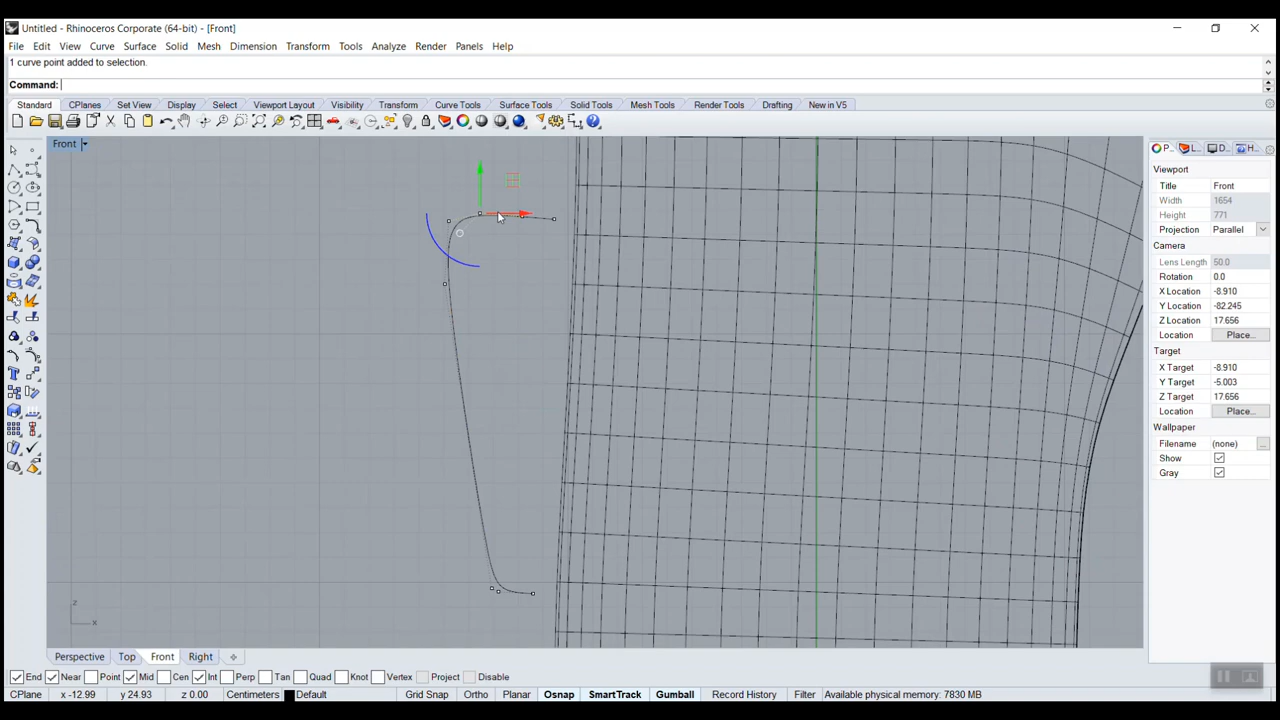 Untitled - Rhinoceros Corporate (64-bit) - [Front]
File Edit View Curve Surface Solid Mesh Dimension Transform Tools Analyze Render Panels Help
1 curve point added to selection.
Command:
Standard CPlanes Set View Display Select Viewport Layout Visibility Transform Curve Tools Surface Tools Solid Tools Mesh Tools Render Tools Drafting New in V5
Front
P... L... D... H...
Viewport
Title Front
Width 1654
Height 771
Projection Parallel
Camera
Lens Length 50.0
Rotation 0.0
X Location -8.910
Y Location -82.245
Z Location 17.656
Location Place...
Target
X Target -8.910
Y Target -5.003
Z Target 17.656
Location Place...
Wallpaper
Filename (none) ...
Show
Gray
z
x
Perspective Top Front Right
End Near Point Mid Cen Int Perp Tan Quad Knot Vertex Project Disable
CPlane x -12.99 y 24.93 z 0.00 Centimeters Default Grid Snap Ortho Planar Osnap SmartTrack Gumball Record History Filter Available physical memory: 7830 MB